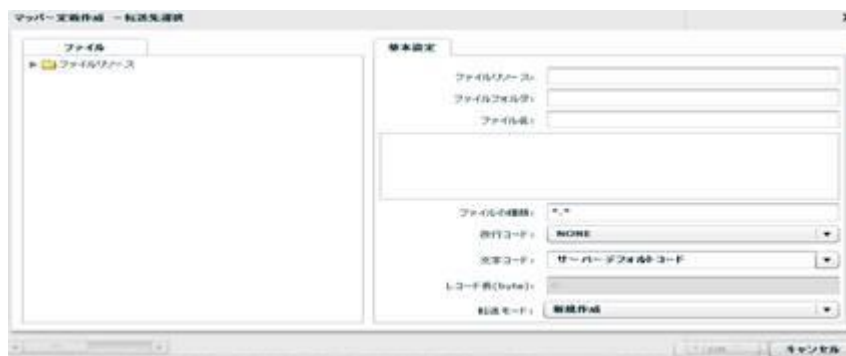 マッパー定義作成 －転送先選択
ファイル
ファイルリソース
基本設定
ファイルリソース:
ファイルフォルダ:
ファイル名:
ファイルの種類: *.*
改行コード: NONE
文字コード: サーバーデフォルトコード
レコード長(byte):
転送モード: 新規作成
キャンセル